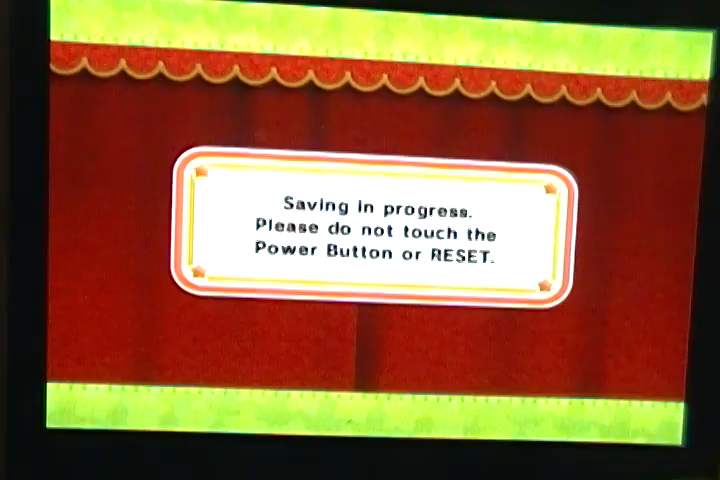 Saving in progress.
Please do not touch the
Power Button or RESET.